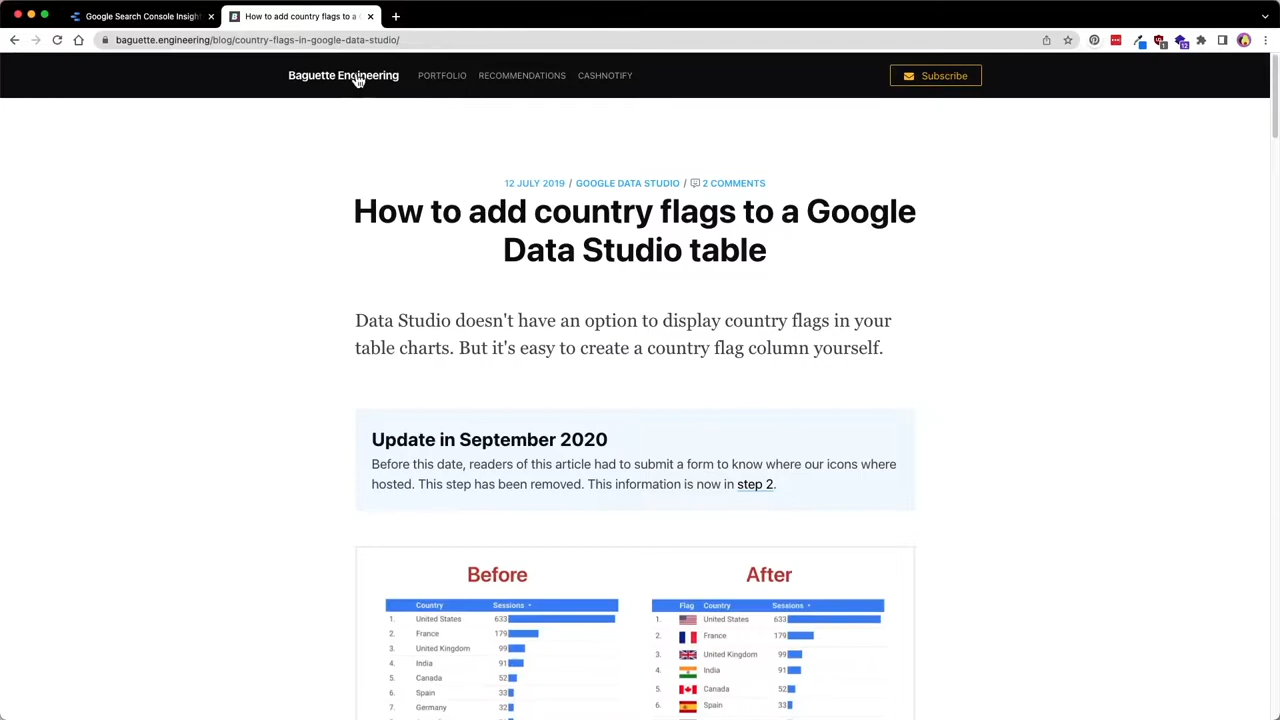 Google Search Console Insight
How to add country flags to a
baguette.engineering/blog/country-flags-in-google-data-studio/
Baguette Engineering
PORTFOLIO
RECOMMENDATIONS
CASHNOTIFY
Subscribe
12 JULY 2019 / GOOGLE DATA STUDIO / 2 COMMENTS
How to add country flags to a Google
Data Studio table
Data Studio doesn't have an option to display country flags in your
table charts. But it's easy to create a country flag column yourself.
Update in September 2020
Before this date, readers of this article had to submit a form to know where our icons where
hosted. This step has been removed. This information is now in step 2.
Before
Country Sessions
1. United States 633
2. France 179
3. United Kingdom 99
4. India 91
5. Canada 52
6. Spain 33
7. Germany 32
After
Flag Country Sessions
1. United States 633
2. France 179
3. United Kingdom 99
4. India 91
5. Canada 52
6. Spain 33